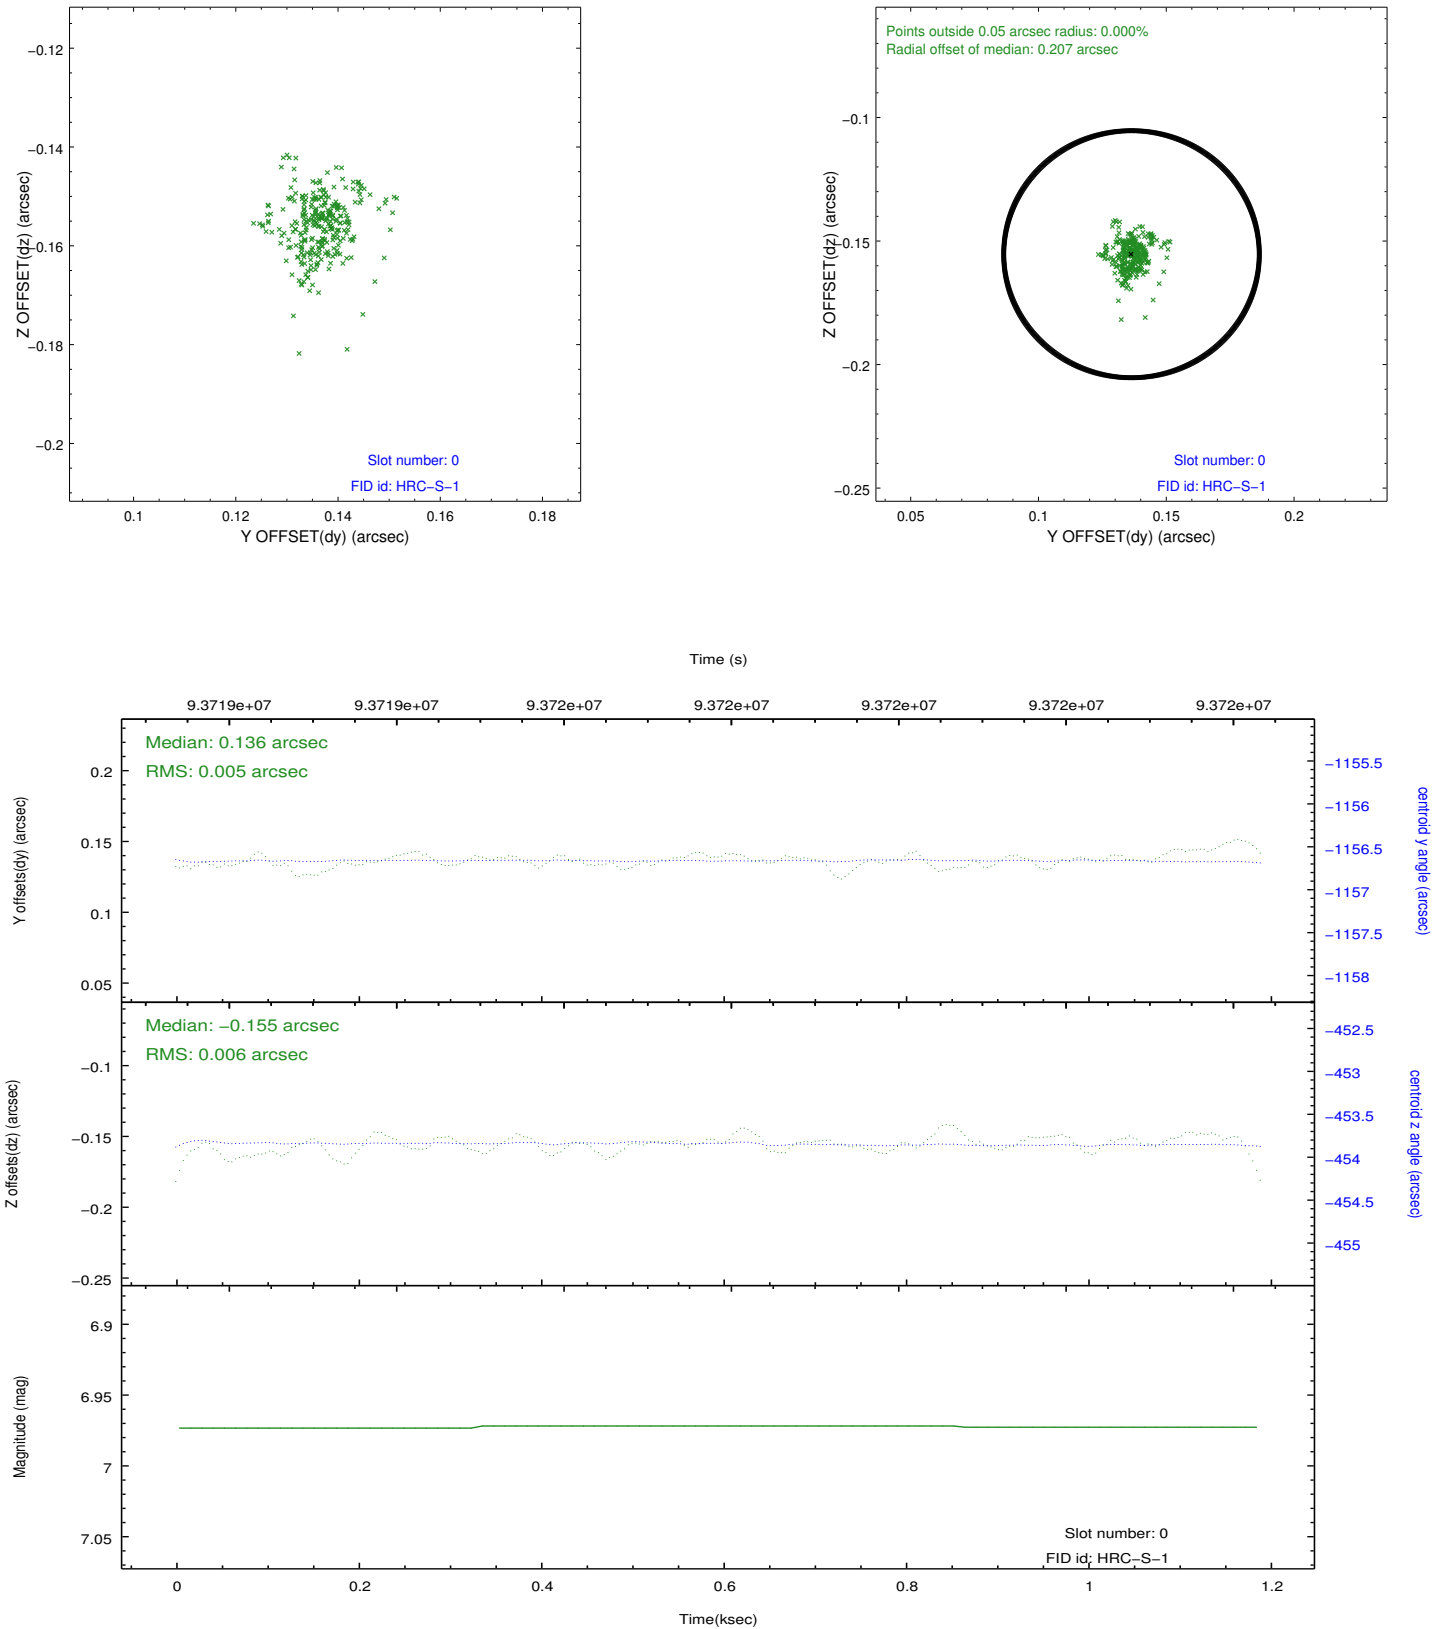 −0.12
−0.14
−0.16
−0.18
−0.2
Z OFFSET(dz) (arcsec)
Slot number: 0
FID id: HRC−S−1
0.1
0.12
0.14
0.16
0.18
Y OFFSET(dy) (arcsec)
Points outside 0.05 arcsec radius: 0.000%
Radial offset of median: 0.207 arcsec
−0.1
−0.15
−0.2
−0.25
Z OFFSET(dz) (arcsec)
Slot number: 0
FID id: HRC−S−1
0.05
0.1
0.15
0.2
Y OFFSET(dy) (arcsec)
Time (s)
9.3719e+07
9.3719e+07
9.372e+07
9.372e+07
9.372e+07
9.372e+07
9.372e+07
Median: 0.136 arcsec
RMS: 0.005 arcsec
0.2
0.15
0.1
0.05
Y offsets(dy) (arcsec)
−1155.5
−1156
−1156.5
−1157
−1157.5
−1158
centroid y angle (arcsec)
Median: −0.155 arcsec
RMS: 0.006 arcsec
−0.1
−0.15
−0.2
−0.25
Z offsets(dz) (arcsec)
−452.5
−453
−453.5
−454
−454.5
−455
centroid z angle (arcsec)
6.9
6.95
7
7.05
Magnitude (mag)
Slot number: 0
FID id: HRC−S−1
0
0.2
0.4
0.6
0.8
1
1.2
Time(ksec)